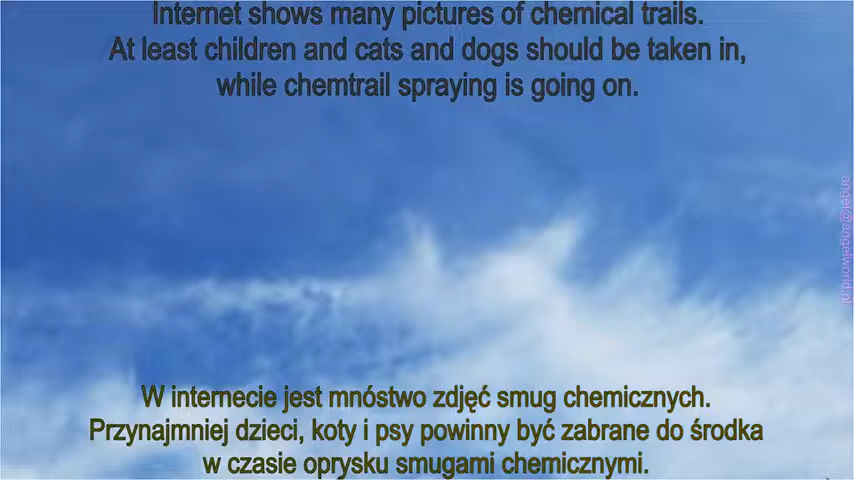 Internet shows many pictures of chemical trails.
At least children and cats and dogs should be taken in,
while chemtrail spraying is going on.
angel@angelworld.pl
W internecie jest mnóstwo zdjęć smug chemicznych.
Przynajmniej dzieci, koty i psy powinny być zabrane do środka
w czasie oprysku smugami chemicznymi.